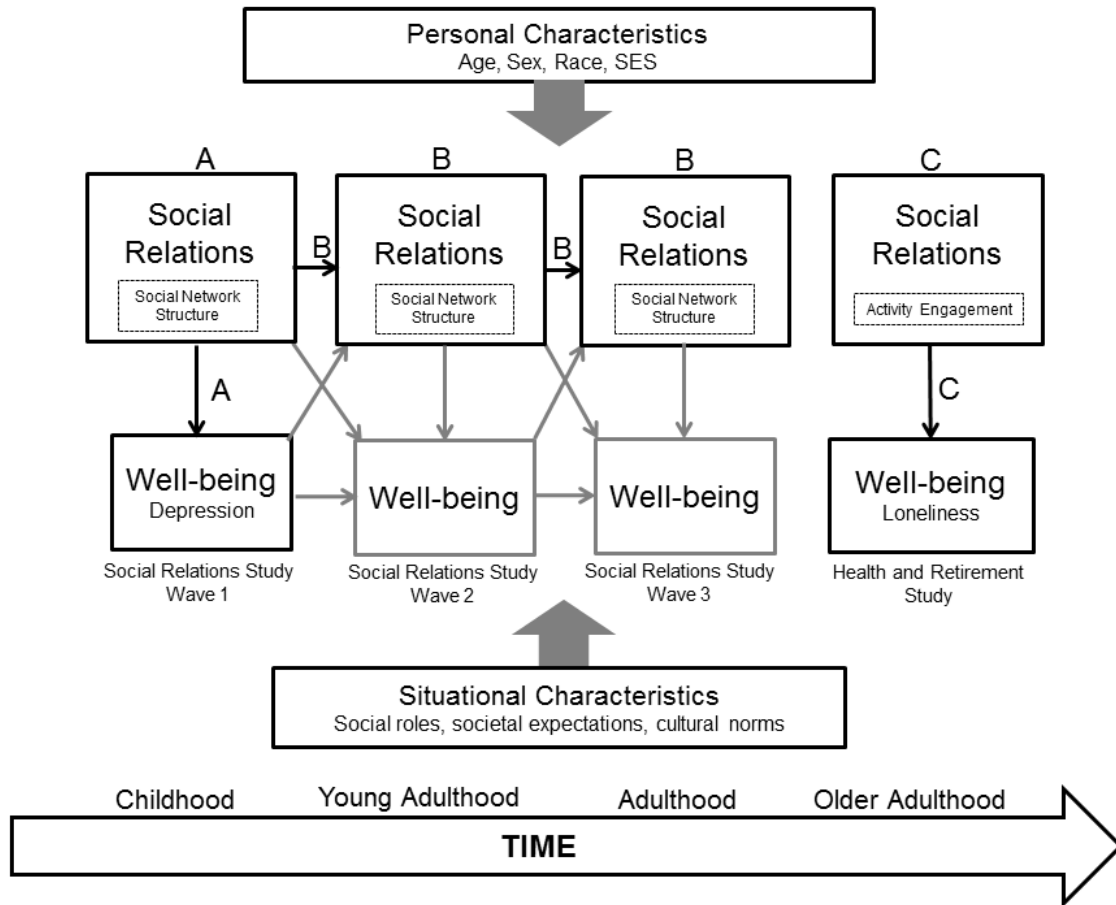 Personal Characteristics
Age, Sex, Race, SES
A
B
B
C
Social
Relations
Social Network
Structure
B
Social
Relations
Social Network
Structure
B
Social
Relations
Social Network
Structure
Social
Relations
Activity Engagement
A
C
Well-being
Depression
Well-being
Well-being
Well-being
Loneliness
Social Relations Study
Wave 1
Social Relations Study
Wave 2
Social Relations Study
Wave 3
Health and Retirement
Study
Situational Characteristics
Social roles, societal expectations, cultural norms
Childhood
Young Adulthood
Adulthood
Older Adulthood
TIME